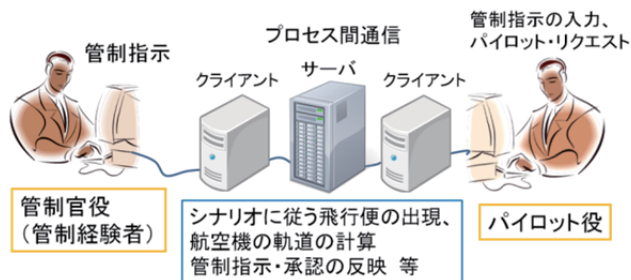 管制指示
プロセス間通信
サーバ
クライアント
クライアント
管制指示の入力、
パイロット・リクエスト
管制官役
（管制経験者）
シナリオに従う飛行便の出現、
航空機の軌道の計算
管制指示・承認の反映 等
パイロット役